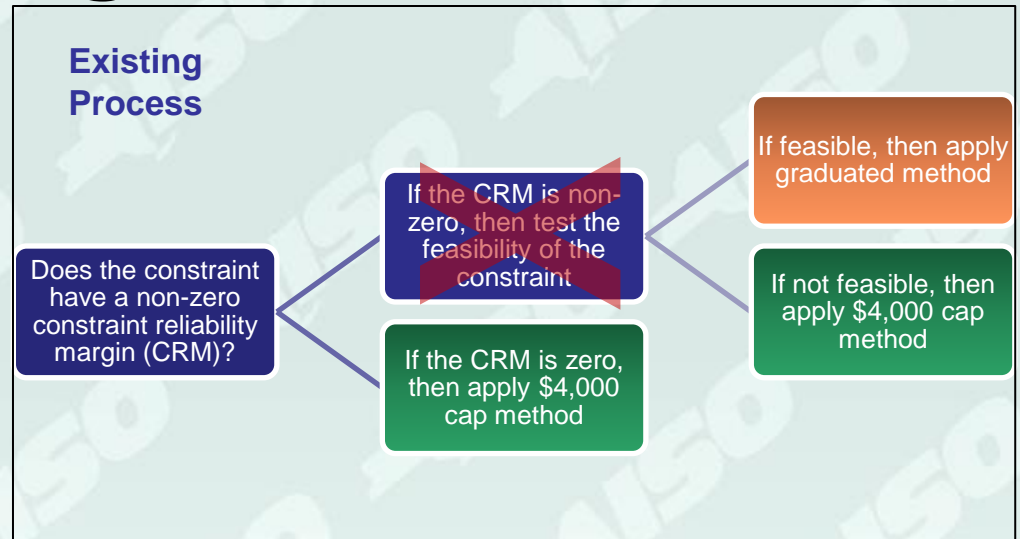 Existing
Process
Does the constraint
have a non-zero
constraint reliability
margin (CRM)?
If the CRM is non-
zero, then test the
feasibility of the
constraint
If the CRM is zero,
then apply $4,000
cap method
If feasible, then apply
graduated method
If not feasible, then
apply $4,000 cap
method